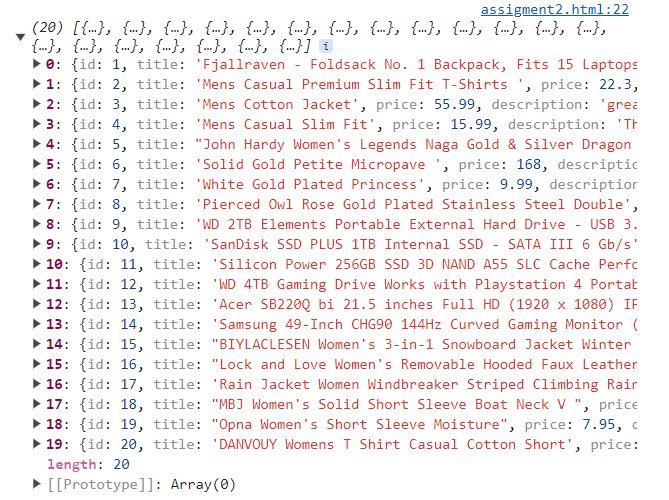 assigment2.html:22
(20) [{…}, {…}, {…}, {…}, {…}, {…}, {…}, {…}, {…}, {…}, {…}, {…}, {…},
{…}, {…}, {…}, {…}, {…}, {…}, {…}] i
0: {id: 1, title: 'Fjallraven - Foldsack No. 1 Backpack, Fits 15 Laptops
1: {id: 2, title: 'Mens Casual Premium Slim Fit T-Shirts ', price: 22.3,
2: {id: 3, title: 'Mens Cotton Jacket', price: 55.99, description: 'grea
3: {id: 4, title: 'Mens Casual Slim Fit', price: 15.99, description: 'Th
4: {id: 5, title: "John Hardy Women's Legends Naga Gold & Silver Dragon
5: {id: 6, title: 'Solid Gold Petite Micropave ', price: 168, descriptio
6: {id: 7, title: 'White Gold Plated Princess', price: 9.99, description
7: {id: 8, title: 'Pierced Owl Rose Gold Plated Stainless Steel Double',
8: {id: 9, title: 'WD 2TB Elements Portable External Hard Drive - USB 3.
9: {id: 10, title: 'SanDisk SSD PLUS 1TB Internal SSD - SATA III 6 Gb/s'
10: {id: 11, title: 'Silicon Power 256GB SSD 3D NAND A55 SLC Cache Perfo
11: {id: 12, title: 'WD 4TB Gaming Drive Works with Playstation 4 Portab
12: {id: 13, title: 'Acer SB220Q bi 21.5 inches Full HD (1920 x 1080) IP
13: {id: 14, title: 'Samsung 49-Inch CHG90 144Hz Curved Gaming Monitor (
14: {id: 15, title: "BIYLACLESEN Women's 3-in-1 Snowboard Jacket Winter
15: {id: 16, title: "Lock and Love Women's Removable Hooded Faux Leather
16: {id: 17, title: 'Rain Jacket Women Windbreaker Striped Climbing Rain
17: {id: 18, title: "MBJ Women's Solid Short Sleeve Boat Neck V ", price
18: {id: 19, title: "Opna Women's Short Sleeve Moisture", price: 7.95, d
19: {id: 20, title: 'DANVOUY Womens T Shirt Casual Cotton Short', price:
length: 20
[[Prototype]]: Array(0)